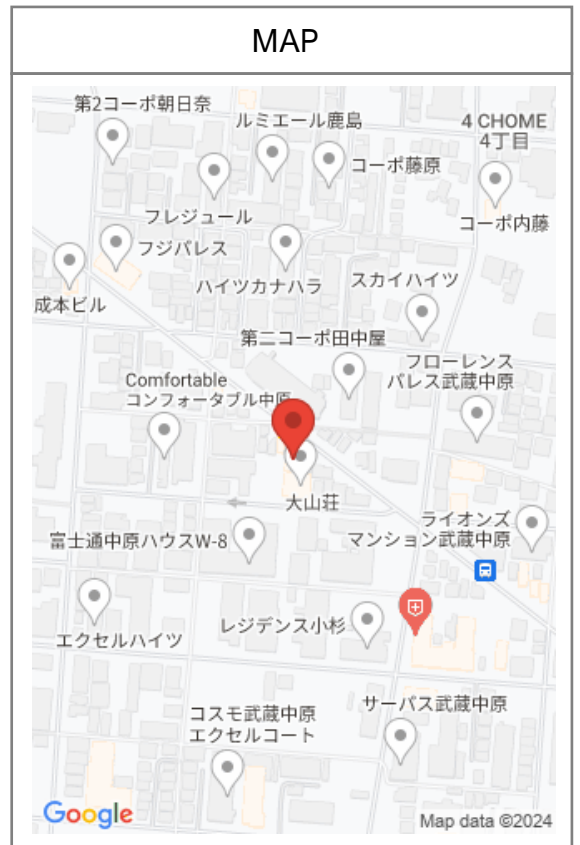 MAP
第2コーポ朝日奈
ルミエール鹿島
4 CHOME
4丁目
コーポ藤原
フレジュール
コーポ内藤
フジパレス
ハイツカナハラ
スカイハイツ
成本ビル
第二コーポ田中屋
フローレンス
パレス武蔵中原
Comfortable
コンフォータブル中原
大山荘
ライオンズ
マンション武蔵中原
富士通中原ハウスW-8
レジデンス小杉
エクセルハイツ
サーパス武蔵中原
コスモ武蔵中原
エクセルコート
Google
Map data ©2024